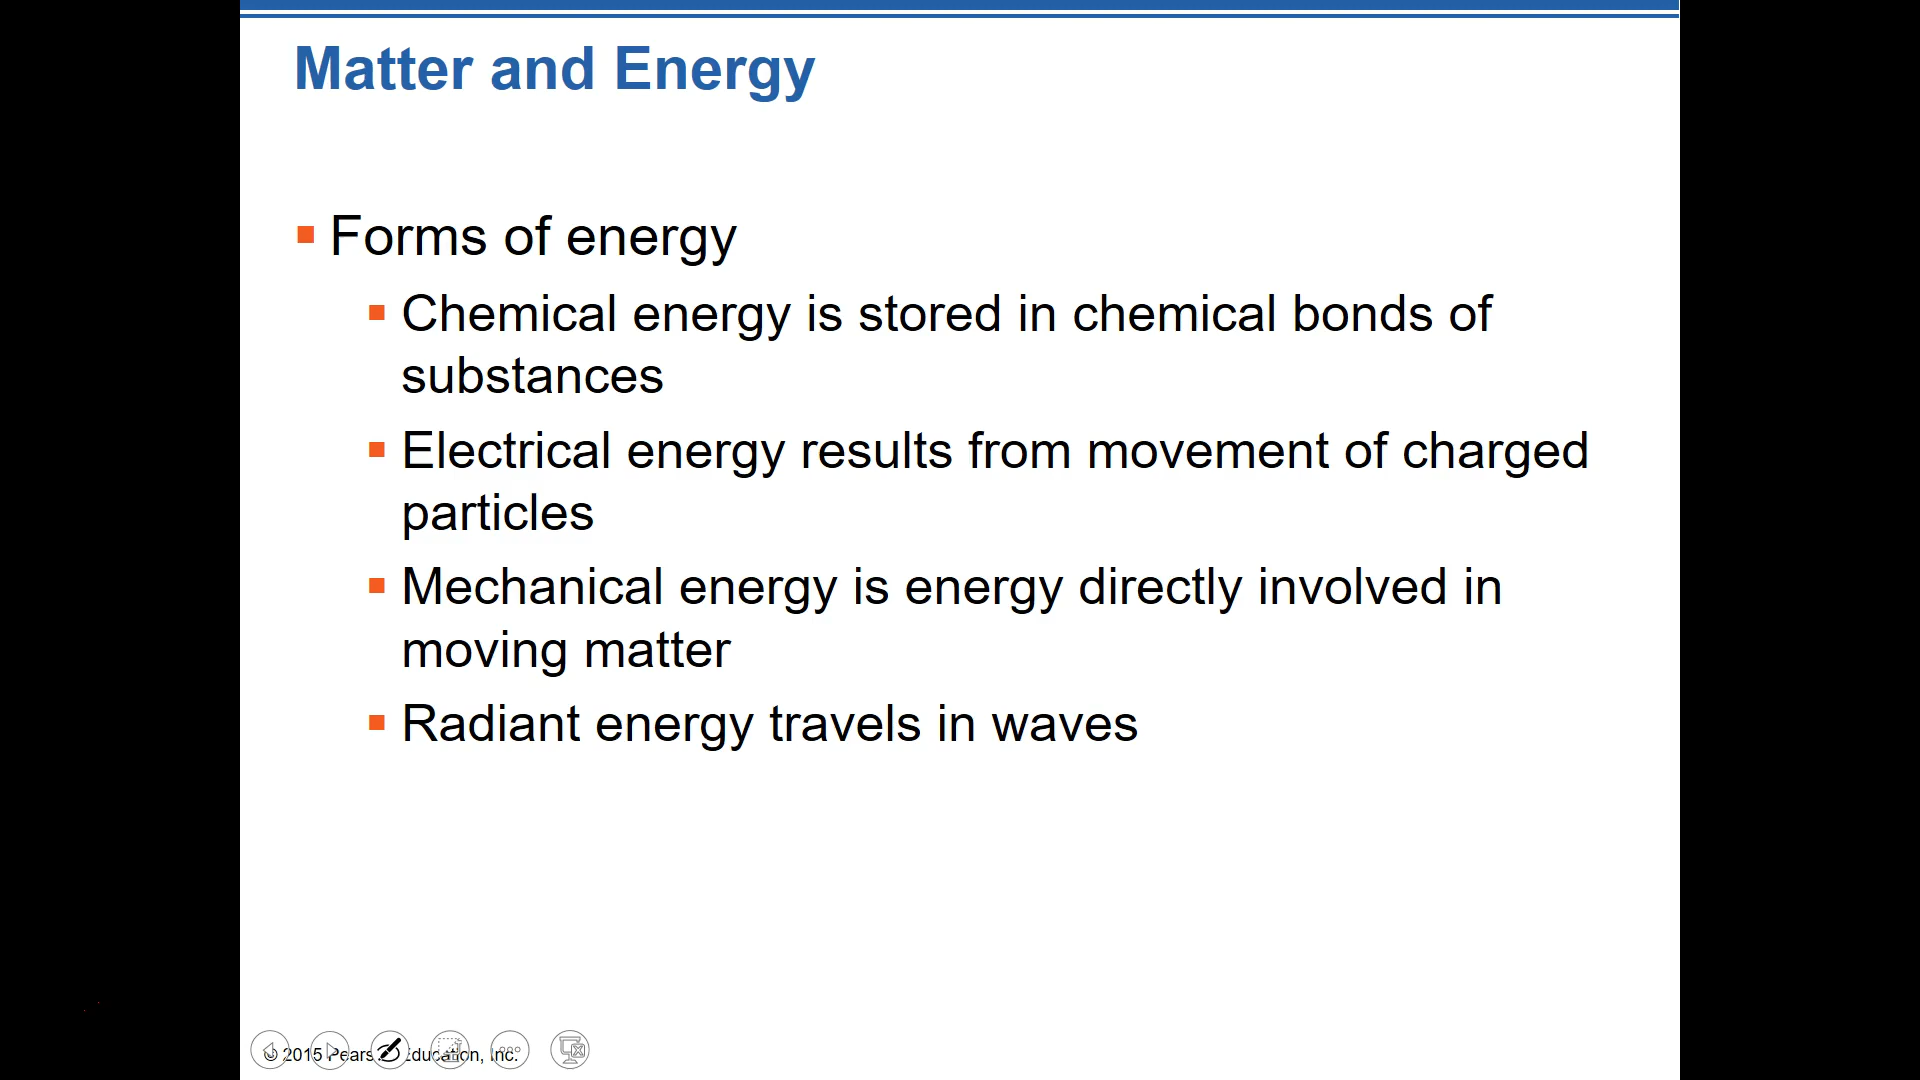 Matter and Energy
Forms of energy
Chemical energy is stored in chemical bonds of
substances
Electrical energy results from movement of charged
particles
Mechanical energy is energy directly involved in
moving matter
Radiant energy travels in waves
© 2015 Pearson Education, Inc.